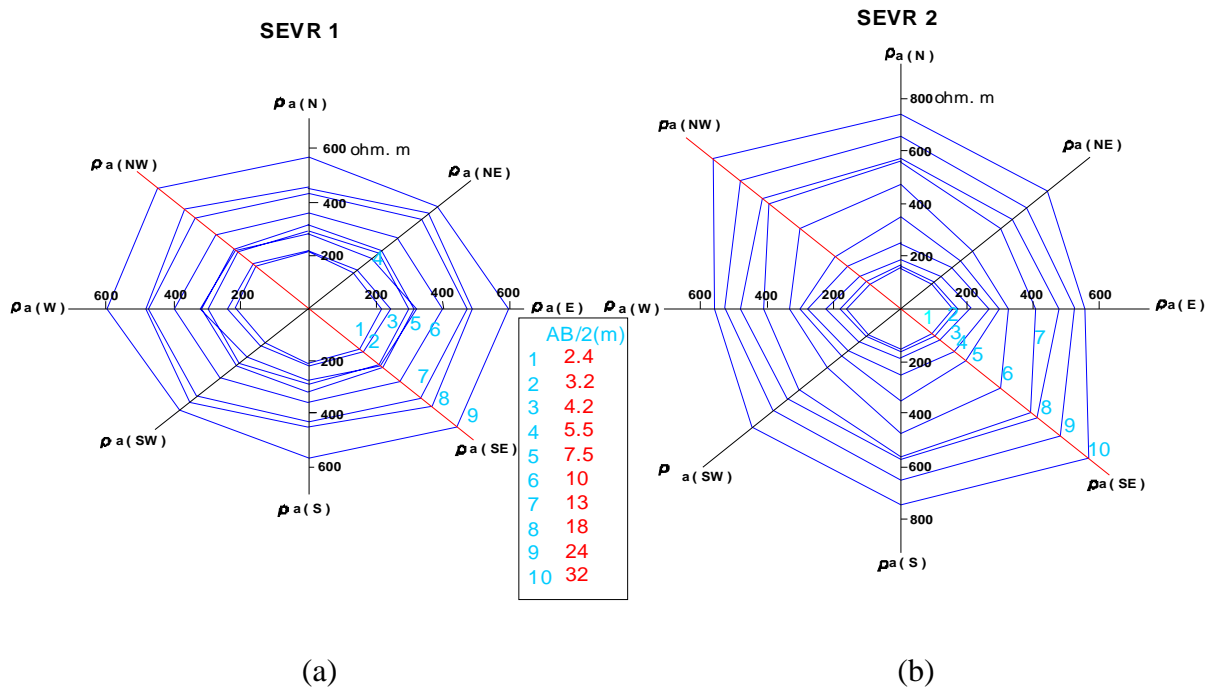 SEVR 1
ρa(N)
600 ohm. m
ρa(NW)
ρa(NE)
400
200
4
ρa(W)
600 400 200 200 400 600
ρa(E)
1 2 3 5 6
7
8
9
200
400
600
ρa(SW)
ρa(SE)
ρa(S)
AB/2(m)
1 2.4
2 3.2
3 4.2
4 5.5
5 7.5
6 10
7 13
8 18
9 24
10 32
(a)
SEVR 2
ρa(N)
800 ohm. m
ρa(NW)
ρa(NE)
600
400
200
ρa(W)
600 400 200 200 400 600
ρa(E)
1 2
3
4
5
6
7
8
9
10
200
400
600
800
ρa(SW)
ρa(SE)
ρa(S)
(b)